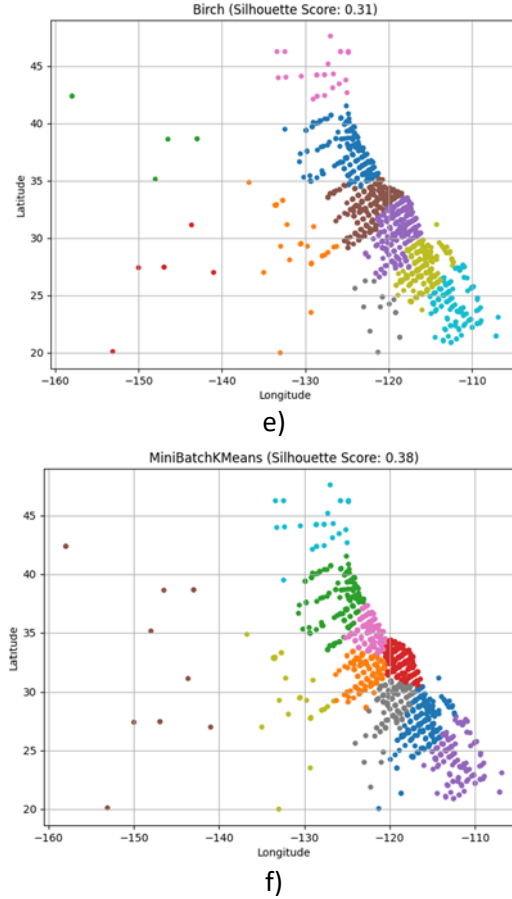 Birch (Silhouette Score: 0.31)
45
40
35
30
25
20
Latitude
−160 −150 −140 −130 −120 −110
Longitude
e)
MiniBatchKMeans (Silhouette Score: 0.38)
45
40
35
30
25
20
Latitude
−160 −150 −140 −130 −120 −110
Longitude
f)